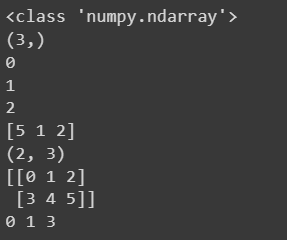 <class 'numpy.ndarray'>
(3,)
0
1
2
[5 1 2]
(2, 3)
[[0 1 2]
 [3 4 5]]
0 1 3